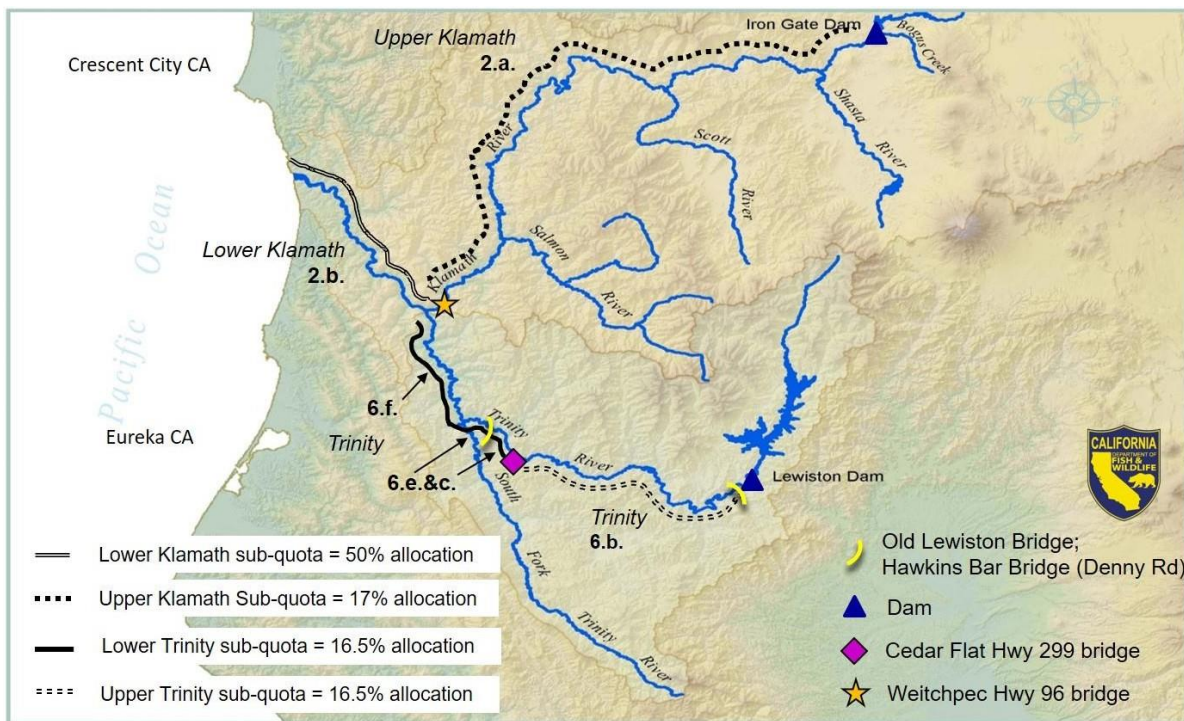 Iron Gate Dam
Bogus Creek
Upper Klamath
2.a.
Crescent City CA
Shasta
River
River
Scott
River
Pacific Ocean
Lower Klamath
2.b.
Klamath
Salmon
River
6.f.
Trinity
Trinity
Eureka CA
6.e.&c.
South
River
Lewiston Dam
Trinity
6.b.
CALIFORNIA
DEPARTMENT OF
FISH &
WILDLIFE
Fork
Trinity
River
Lower Klamath sub-quota = 50% allocation
Upper Klamath Sub-quota = 17% allocation
Lower Trinity sub-quota = 16.5% allocation
Upper Trinity sub-quota = 16.5% allocation
Old Lewiston Bridge;
Hawkins Bar Bridge (Denny Rd)
Dam
Cedar Flat Hwy 299 bridge
Weitchpec Hwy 96 bridge